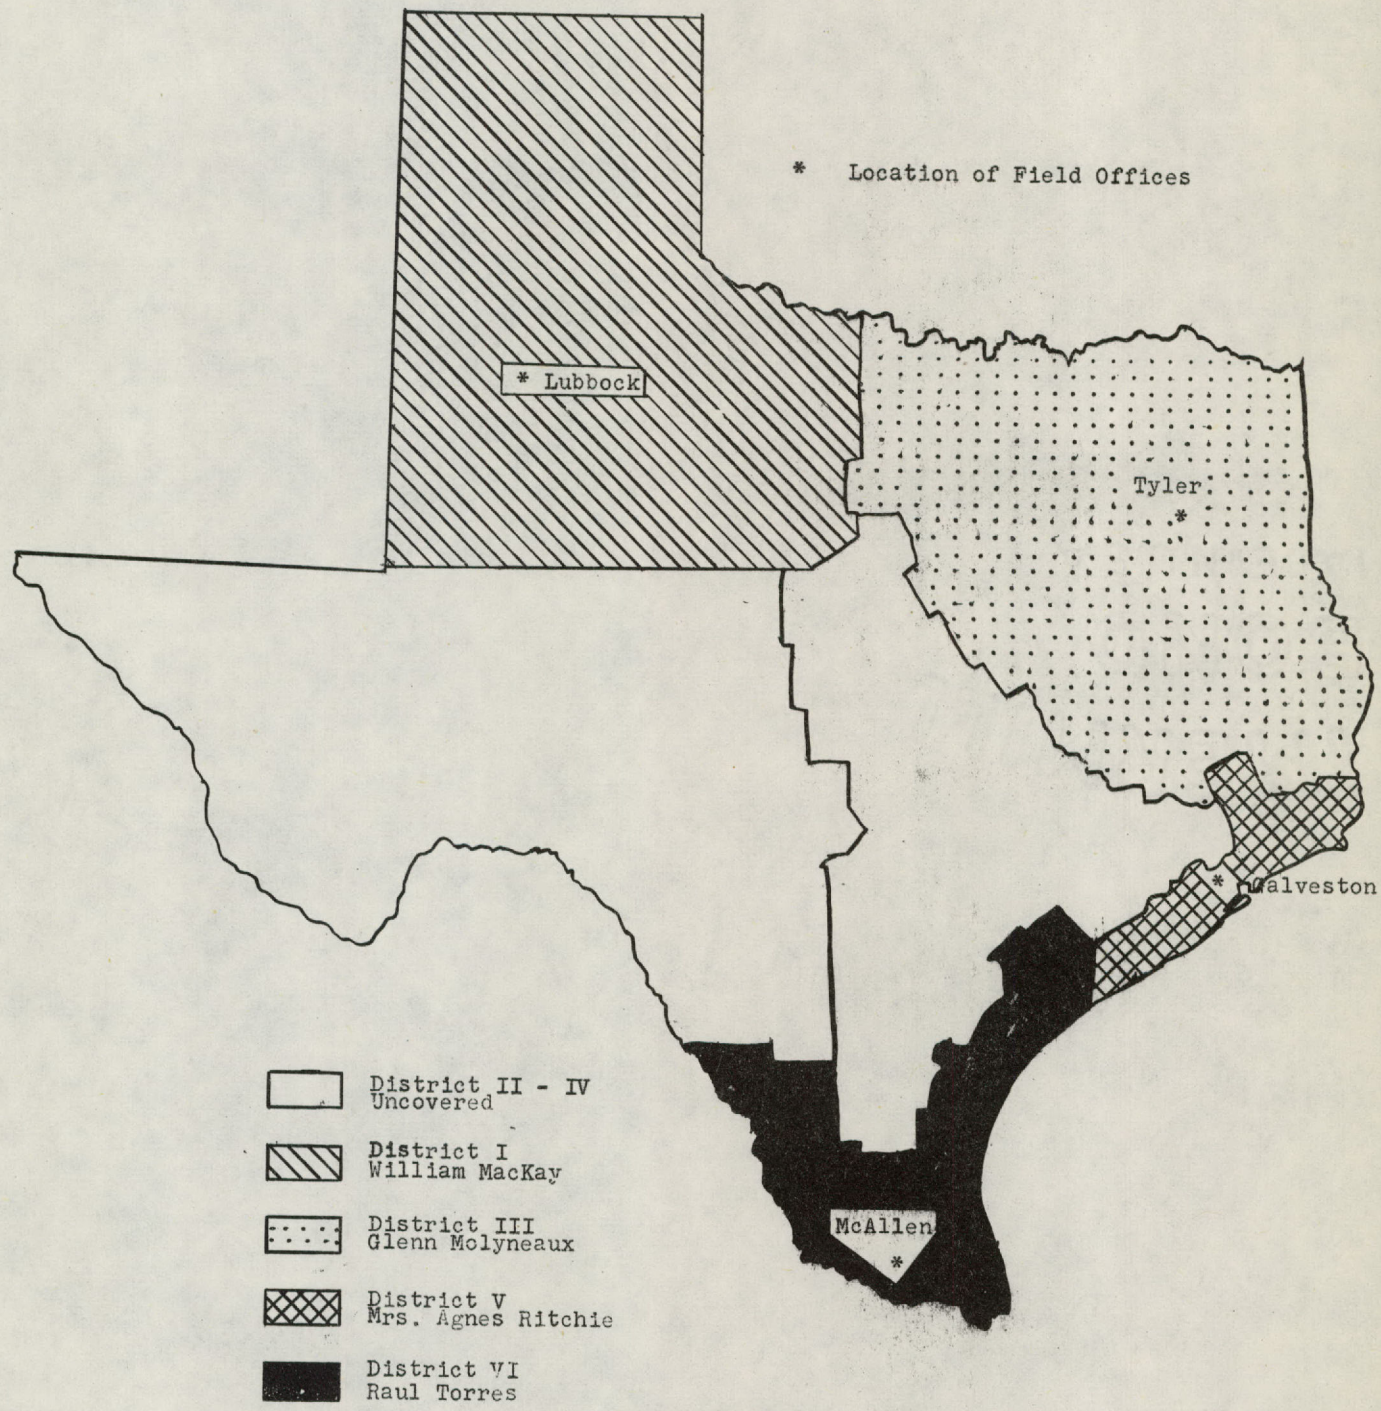 * Location of Field Offices
* Lubbock
Tyler
*
*
Galveston
District II - IV
Uncovered
District I
William MacKay
District III
Glenn Molyneaux
McAllen
*
District V
Mrs. Agnes Ritchie
District VI
Raul Torres